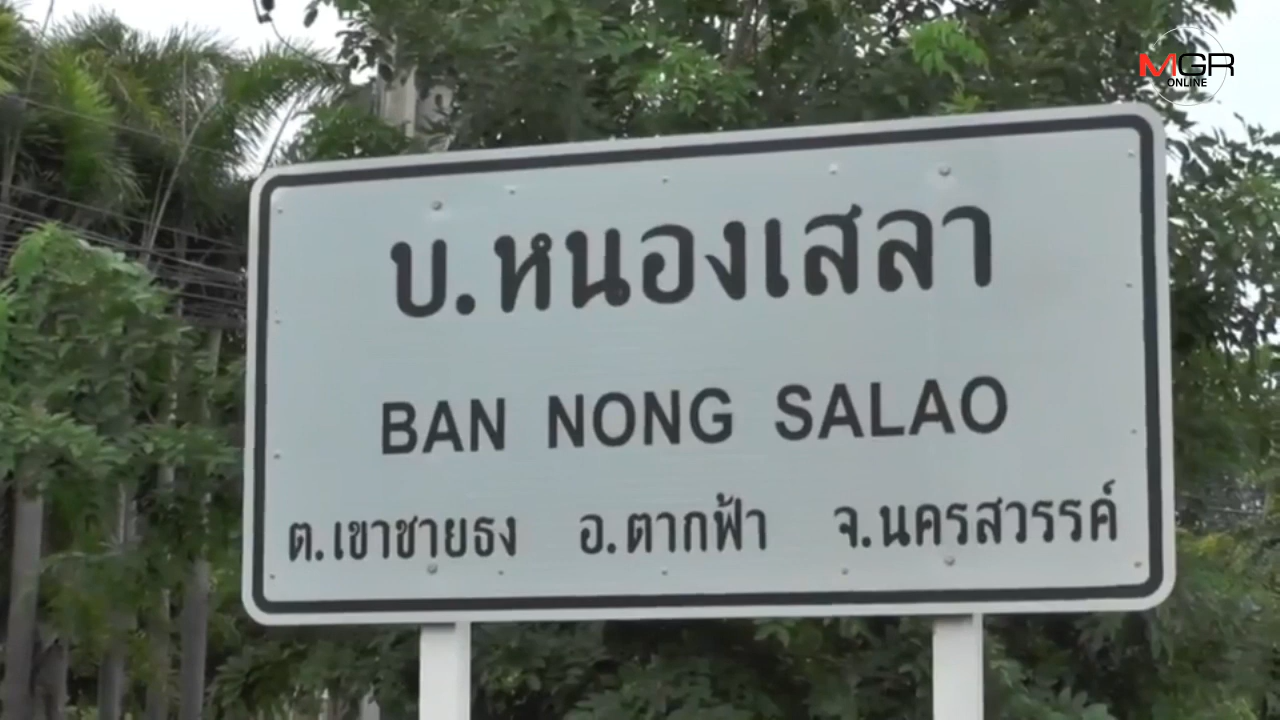 MGR
ONLINE
บ.หนองเสลา
BAN NONG SALAO
ต.เขาชายธง อ.ตากฟ้า จ.นครสวรรค์